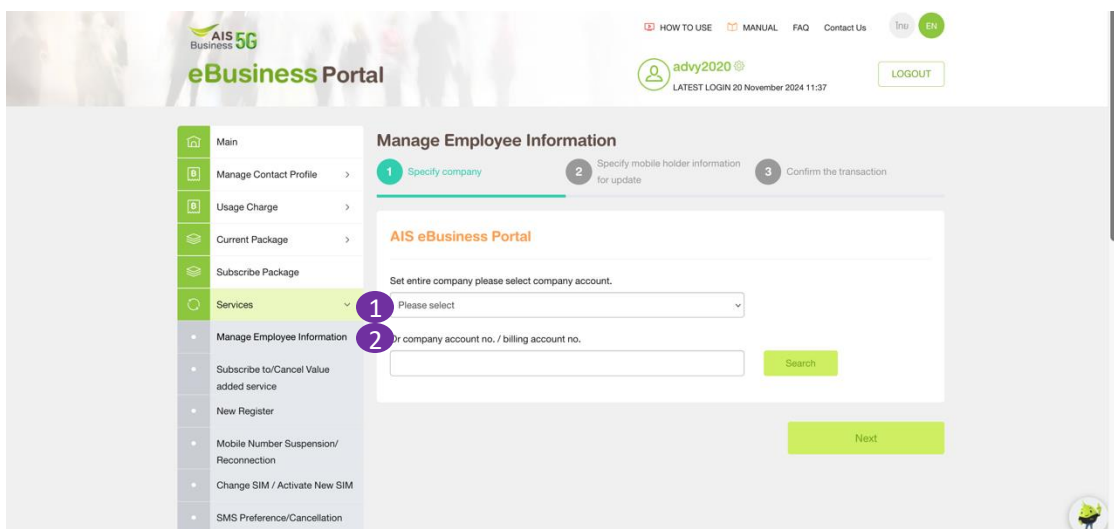 HOW TO USE MANUAL FAQ Contact Us ไทย EN
AIS 5G
Business
eBusiness Portal
advy2020
LATEST LOGIN 20 November 2024 11:37
LOGOUT
Main
Manage Contact Profile
Usage Charge
Current Package
Subscribe Package
Services
Manage Employee Information
Subscribe to/Cancel Value
added service
New Register
Mobile Number Suspension/
Reconnection
Change SIM / Activate New SIM
SMS Preference/Cancellation
Manage Employee Information
1 Specify company
2 Specify mobile holder information
for update
3 Confirm the transaction
AIS eBusiness Portal
Set entire company please select company account.
1 Please select
2 Or company account no. / billing account no.
Search
Next